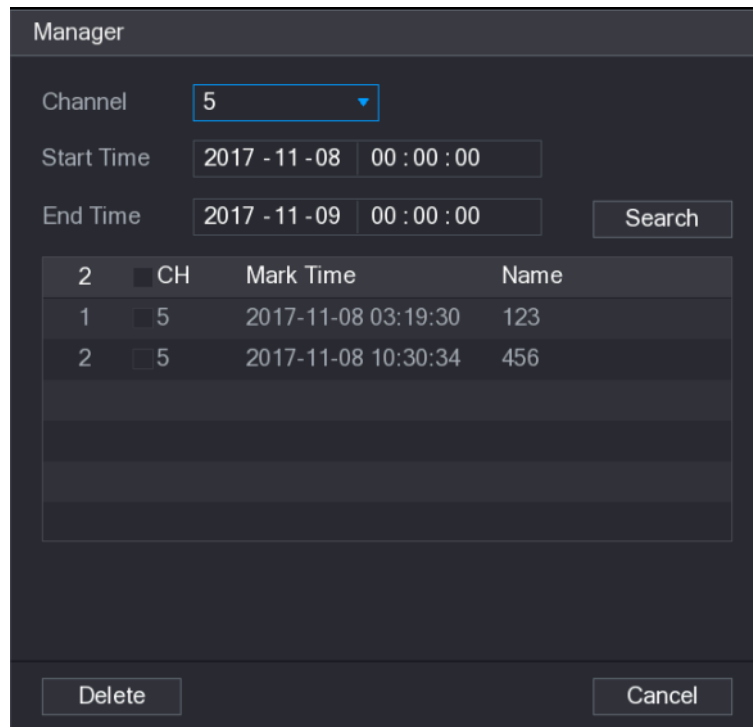 Manager
Channel 5
Start Time 2017 -11 -08 00 : 00 : 00
End Time 2017 -11 -09 00 : 00 : 00 Search
2 CH Mark Time Name
1 5 2017-11-08 03:19:30 123
2 5 2017-11-08 10:30:34 456
Delete Cancel